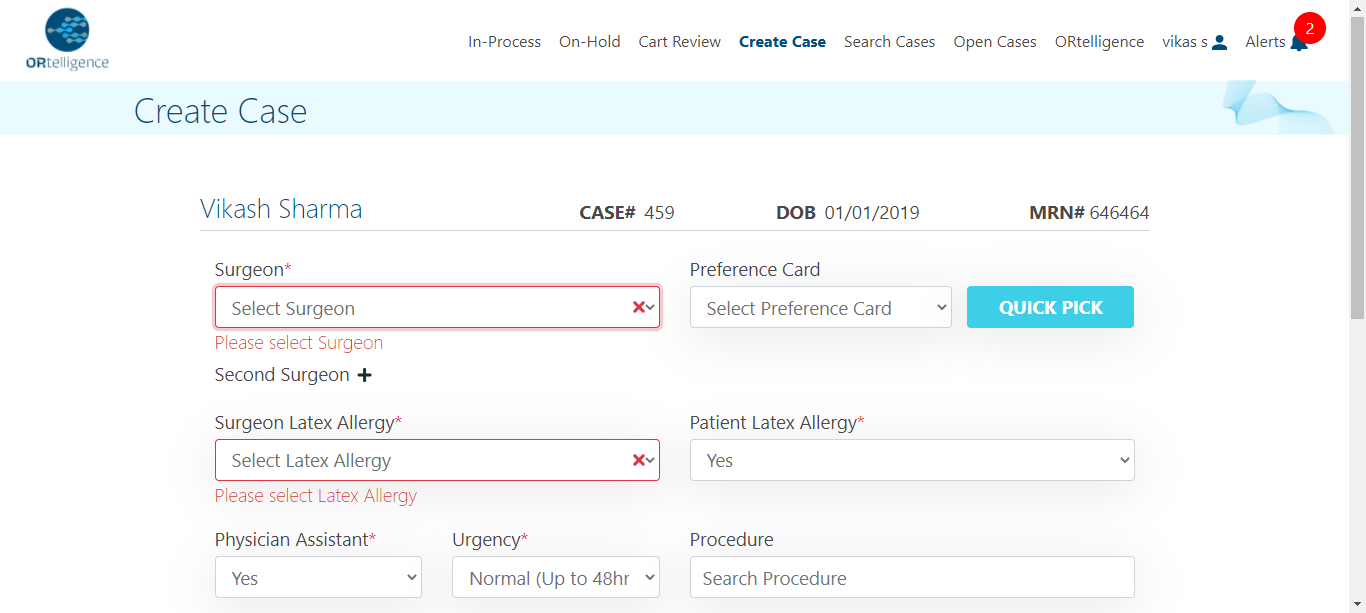 ORtelligence
In-Process On-Hold Cart Review Create Case Search Cases Open Cases ORtelligence vikas s Alerts 2
Create Case
Vikash Sharma CASE# 459 DOB 01/01/2019 MRN# 646464
Surgeon* Preference Card
Select Surgeon Select Preference Card QUICK PICK
Please select Surgeon
Second Surgeon +
Surgeon Latex Allergy* Patient Latex Allergy*
Select Latex Allergy Yes
Please select Latex Allergy
Physician Assistant* Urgency* Procedure
Yes Normal (Up to 48hr Search Procedure